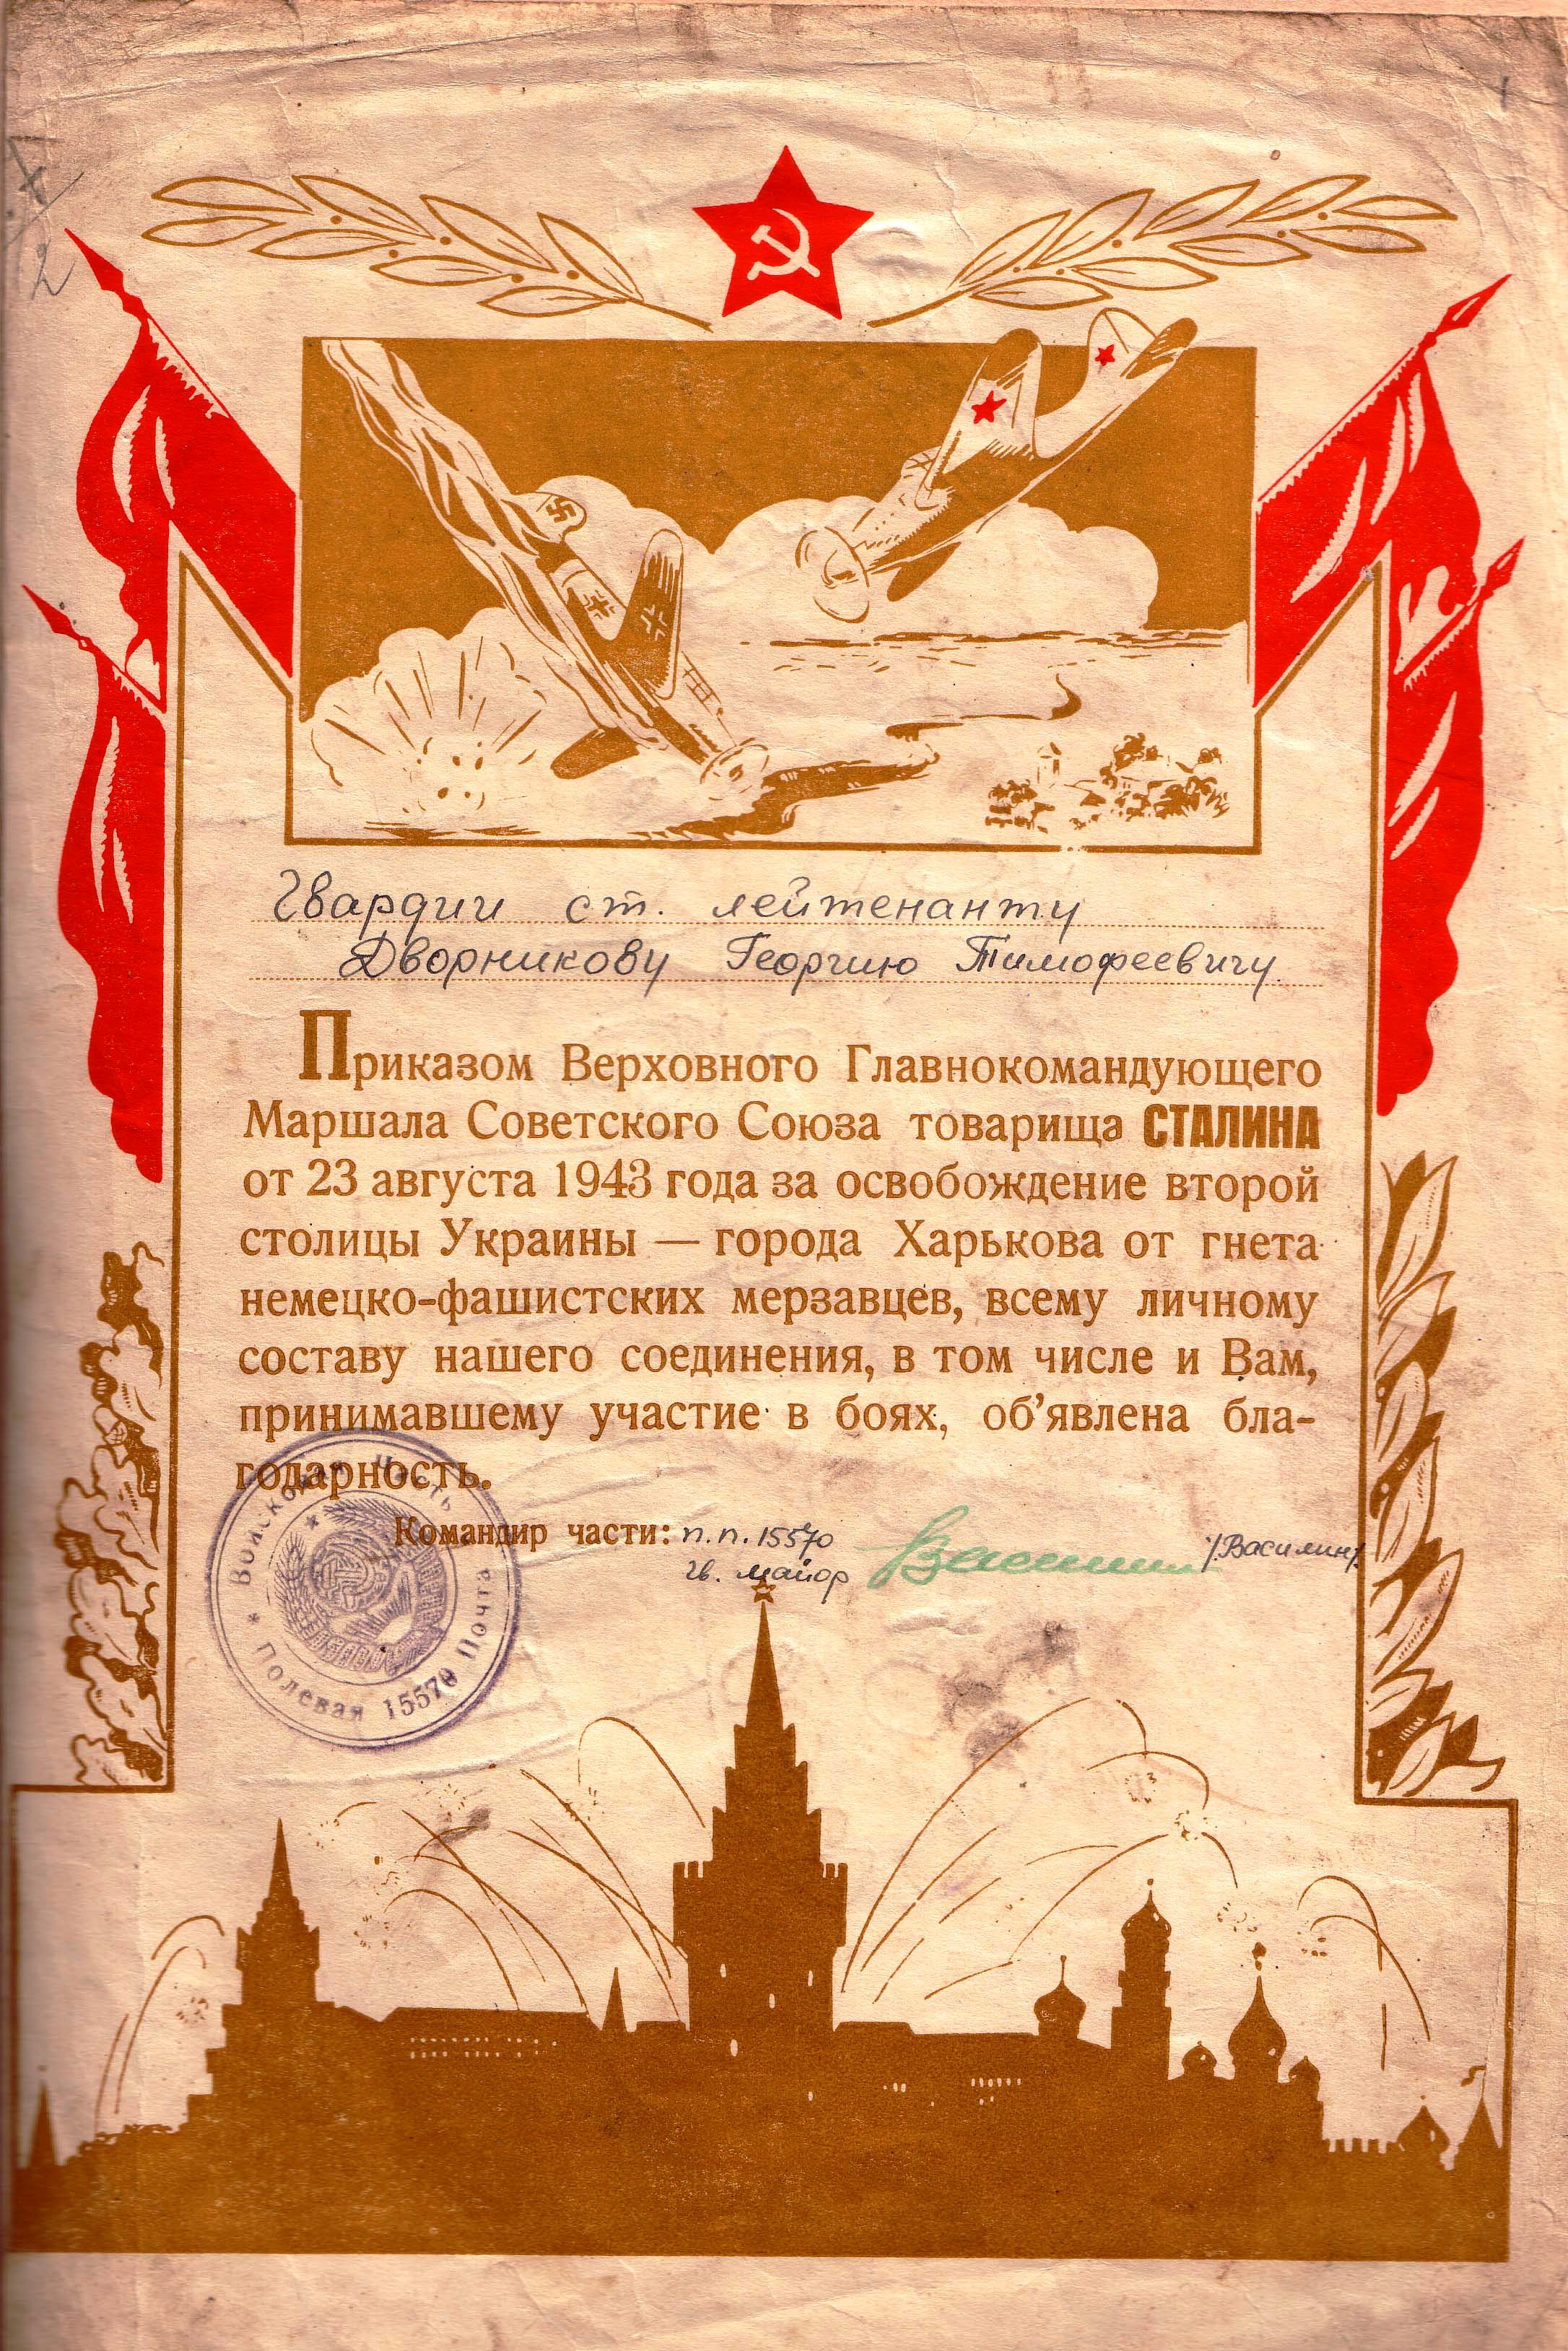 Гвардии ст. лейтенанту
Дворникову Георгию Тимофеевичу
Приказом Верховного Главнокомандующего
Маршала Советского Союза товарища СТАЛИНА
от 23 августа 1943 года за освобождение второй
столицы Украины — города Харькова от гнета
немецко-фашистских мерзавцев, всему личному
составу нашего соединения, в том числе и Вам,
принимавшему участие в боях, об’явлена бла-
годарность.
Командир части: п.п. 15570
гв. майор
/Василин/
Войсковая Часть
* Полевая 15570 Почта